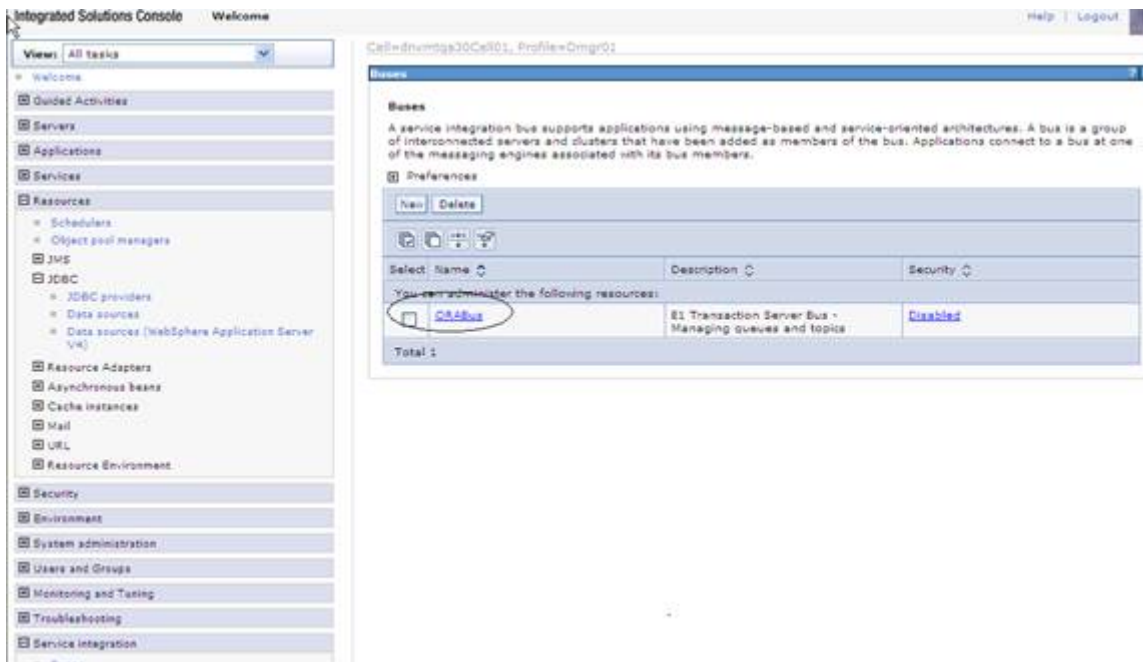 Integrated Solutions Console Welcome
Help | Logout
View: All tasks
Welcome
Guided Activities
Servers
Applications
Services
Resources
Schedulers
Object pool managers
JMS
JDBC
JDBC providers
Data sources
Data sources (WebSphere Application Server
V4)
Resource Adapters
Asynchronous beans
Cache instances
Mail
URL
Resource Environment
Security
Environment
System administration
Users and Groups
Monitoring and Tuning
Troubleshooting
Service integration
Profile=Dmgr01
Buses
?
Buses
A service integration bus supports applications using message-based and service-oriented architectures. A bus is a group
of interconnected servers and clusters that have been added as members of the bus. Applications connect to a bus at one
of the messaging engines associated with its bus members.
Preferences
New Delete
Select Name Description Security
You can administer the following resources:
ORABus E1 Transaction Server Bus - Disabled
Managing queues and topics
Total 1